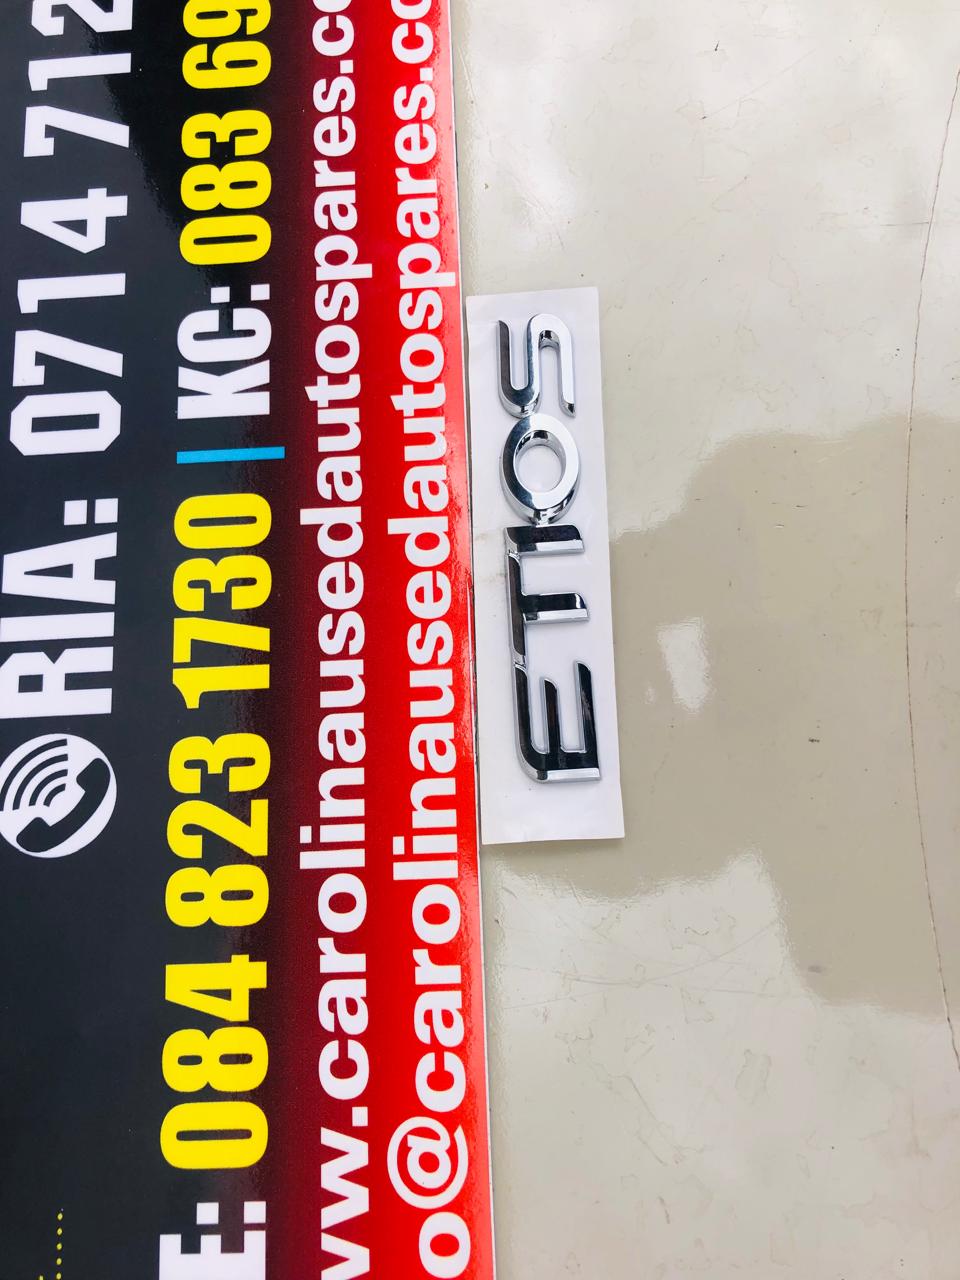 RIA: 0714 712
E: 084 823 1730 | KC: 083 69
www.carolinausedautospares.co
o@carolinausedautospares.co
ETIOS